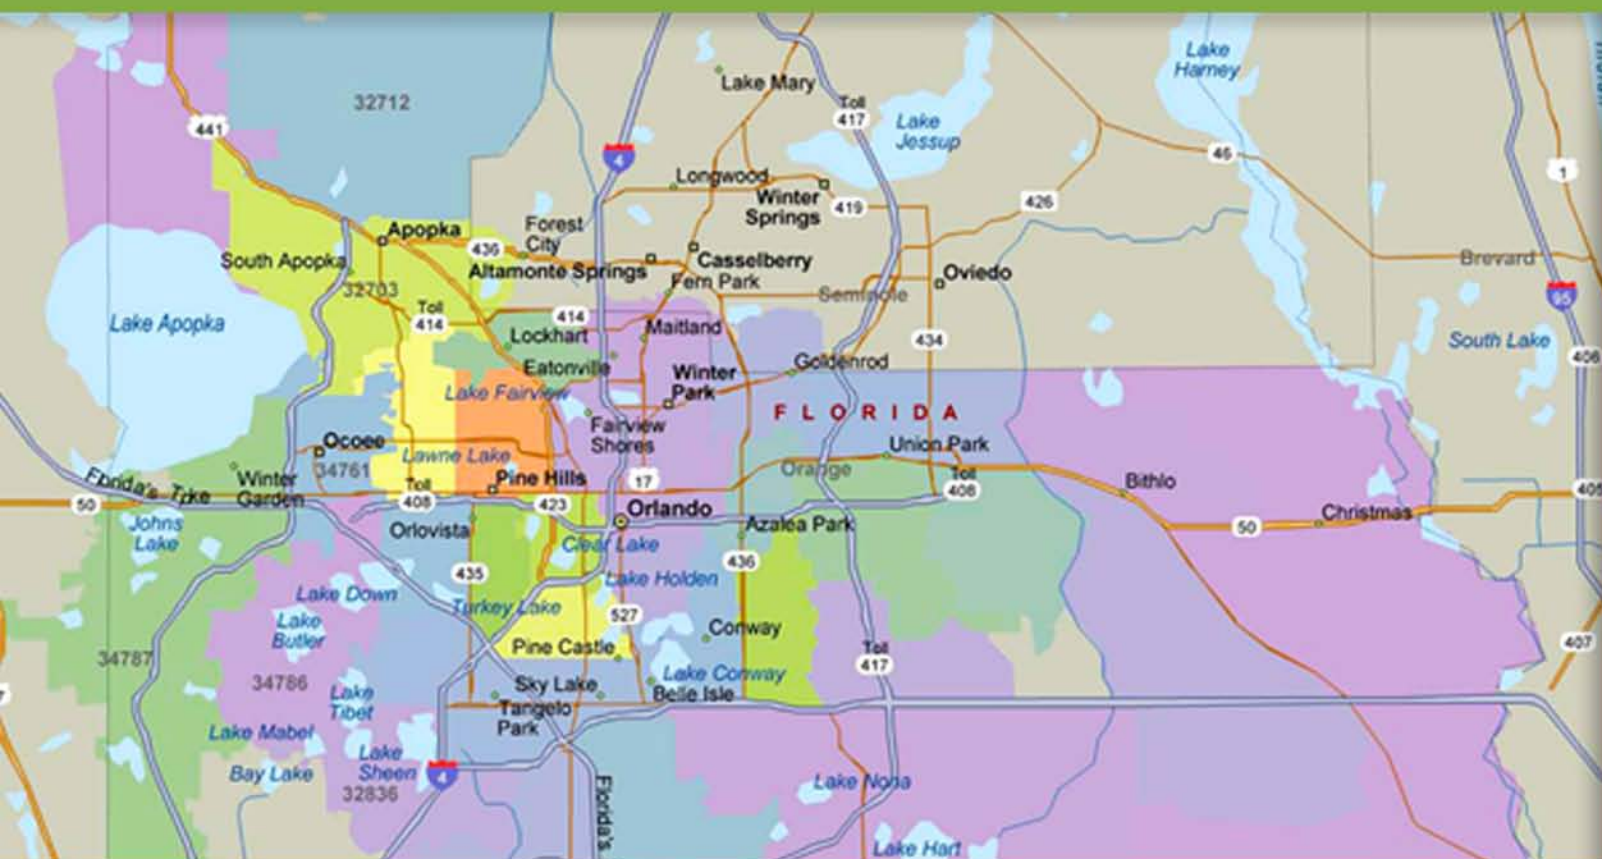 Lake Mary
Lake
Harney
32712
Toll
417
Lake
Jessup
441
4
46
1
Longwood
Winter
Springs
419
426
Apopka
Forest
City
436
Altamonte Springs
Casselberry
Fern Park
Oviedo
Brevard
South Apopka
32703
Seminole
95
Toll
414
414
Lake Apopka
Lockhart
Maitland
434
South Lake
406
Eatonville
Goldenrod
Winter
Park
Lake Fairview
FLORIDA
Fairview
Shores
Ocoee
Lawne Lake
Union Park
34761
Orange
Winter
Garden
Florida's Tpke
Pine Hills
17
Toll
408
Toll
408
Bithlo
50
423
Orlando
Christmas
405
Johns
Lake
Orlovista
Azalea Park
50
Clear Lake
436
435
Lake Holden
Lake Down
Turkey Lake
527
Lake
Butler
Conway
Pine Castle
407
34787
Toll
417
34786
Sky Lake
Lake Conway
Belle Isle
Lake
Tibet
Tangelo
Park
Lake Mabel
Lake
Sheen
Bay Lake
4
32836
Lake Nona
Florida's
Lake Hart